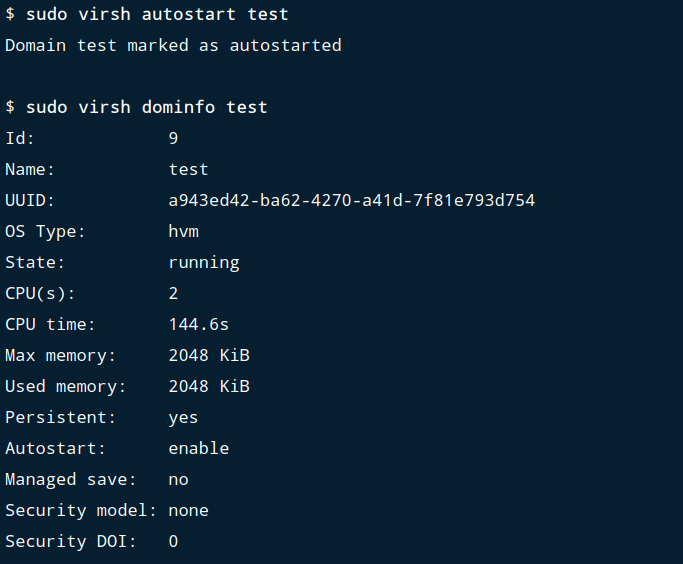 $ sudo virsh autostart test
Domain test marked as autostarted

$ sudo virsh dominfo test
Id:             9
Name:           test
UUID:           a943ed42-ba62-4270-a41d-7f81e793d754
OS Type:        hvm
State:          running
CPU(s):         2
CPU time:       144.6s
Max memory:     2048 KiB
Used memory:    2048 KiB
Persistent:     yes
Autostart:      enable
Managed save:   no
Security model: none
Security DOI:   0